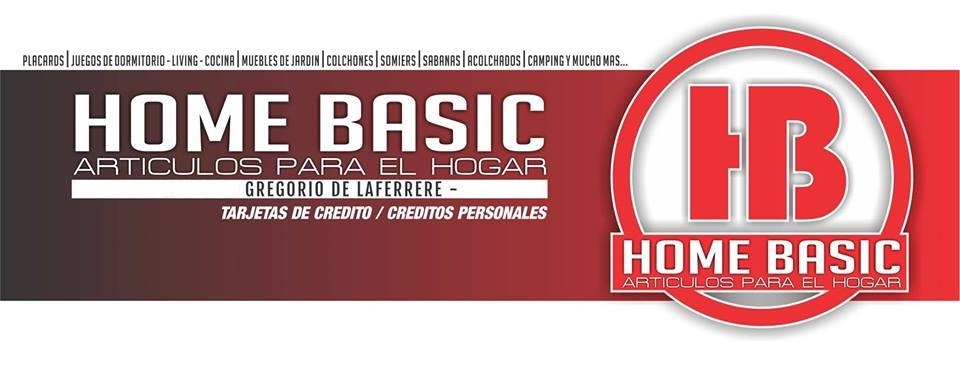 PLACARDS | JUEGOS DE DORMITORIO - LIVING - COCINA | MUEBLES DE JARDIN | COLCHONES | SOMIERS | SABANAS | ACOLCHADOS | CAMPING Y MUCHO MAS...
HOME BASIC
ARTICULOS PARA EL HOGAR
GREGORIO DE LAFERRERE -
TARJETAS DE CREDITO / CREDITOS PERSONALES
HB
HOME BASIC
ARTICULOS PARA EL HOGAR